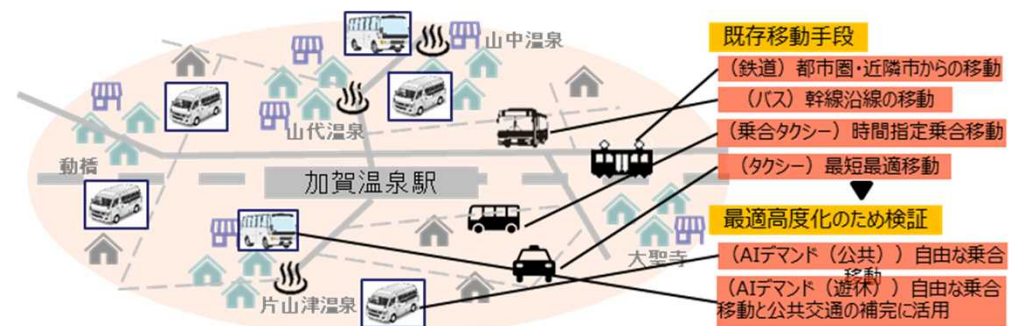 山中温泉
山代温泉
動橋
加賀温泉駅
大聖寺
片山津温泉
既存移動手段
（鉄道）都市圏・近隣市からの移動
（バス）幹線沿線の移動
（乗合タクシー）時間指定乗合移動
（タクシー）最短最適移動
最適高度化のため検証
（AIデマンド（公共））自由な乗合
移動
（AIデマンド（遊休））自由な乗合
移動と公共交通の補完に活用